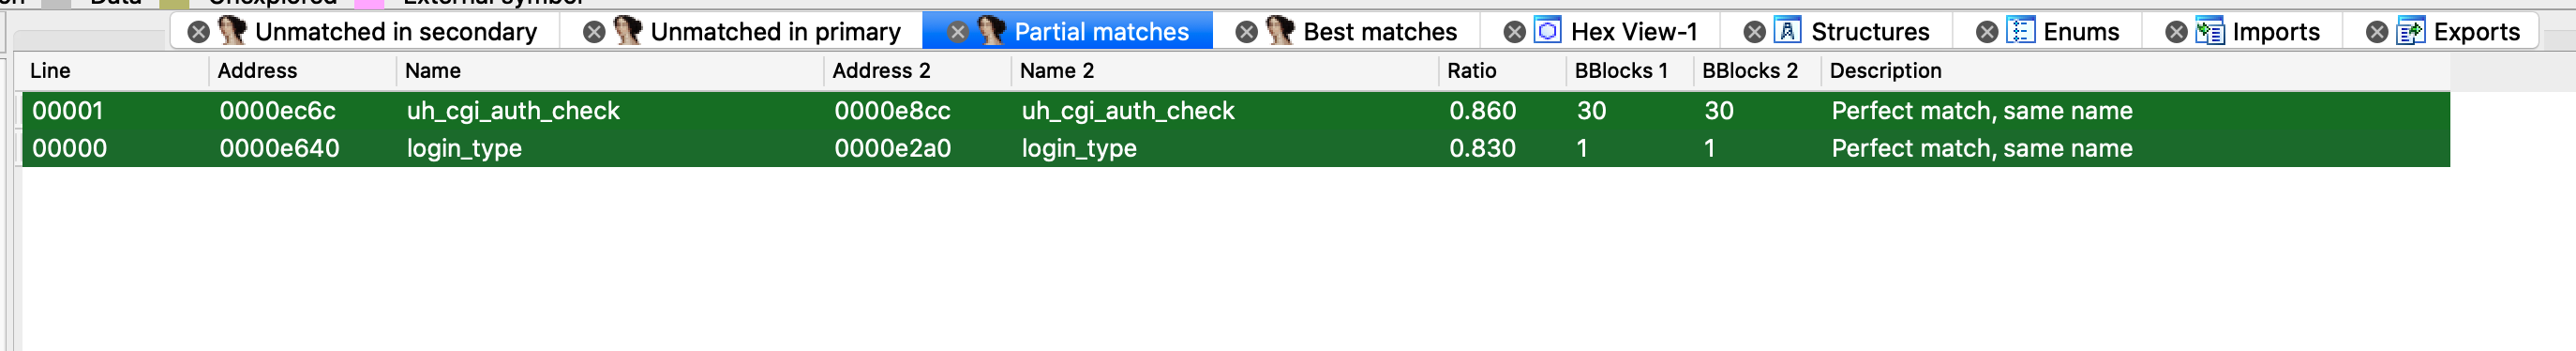 Data Unexplored External symbol
Unmatched in secondary Unmatched in primary Partial matches Best matches Hex View-1 Structures Enums Imports Exports
Line Address Name Address 2 Name 2 Ratio BBlocks 1 BBlocks 2 Description
00001 0000ec6c uh_cgi_auth_check 0000e8cc uh_cgi_auth_check 0.860 30 30 Perfect match, same name
00000 0000e640 login_type 0000e2a0 login_type 0.830 1 1 Perfect match, same name